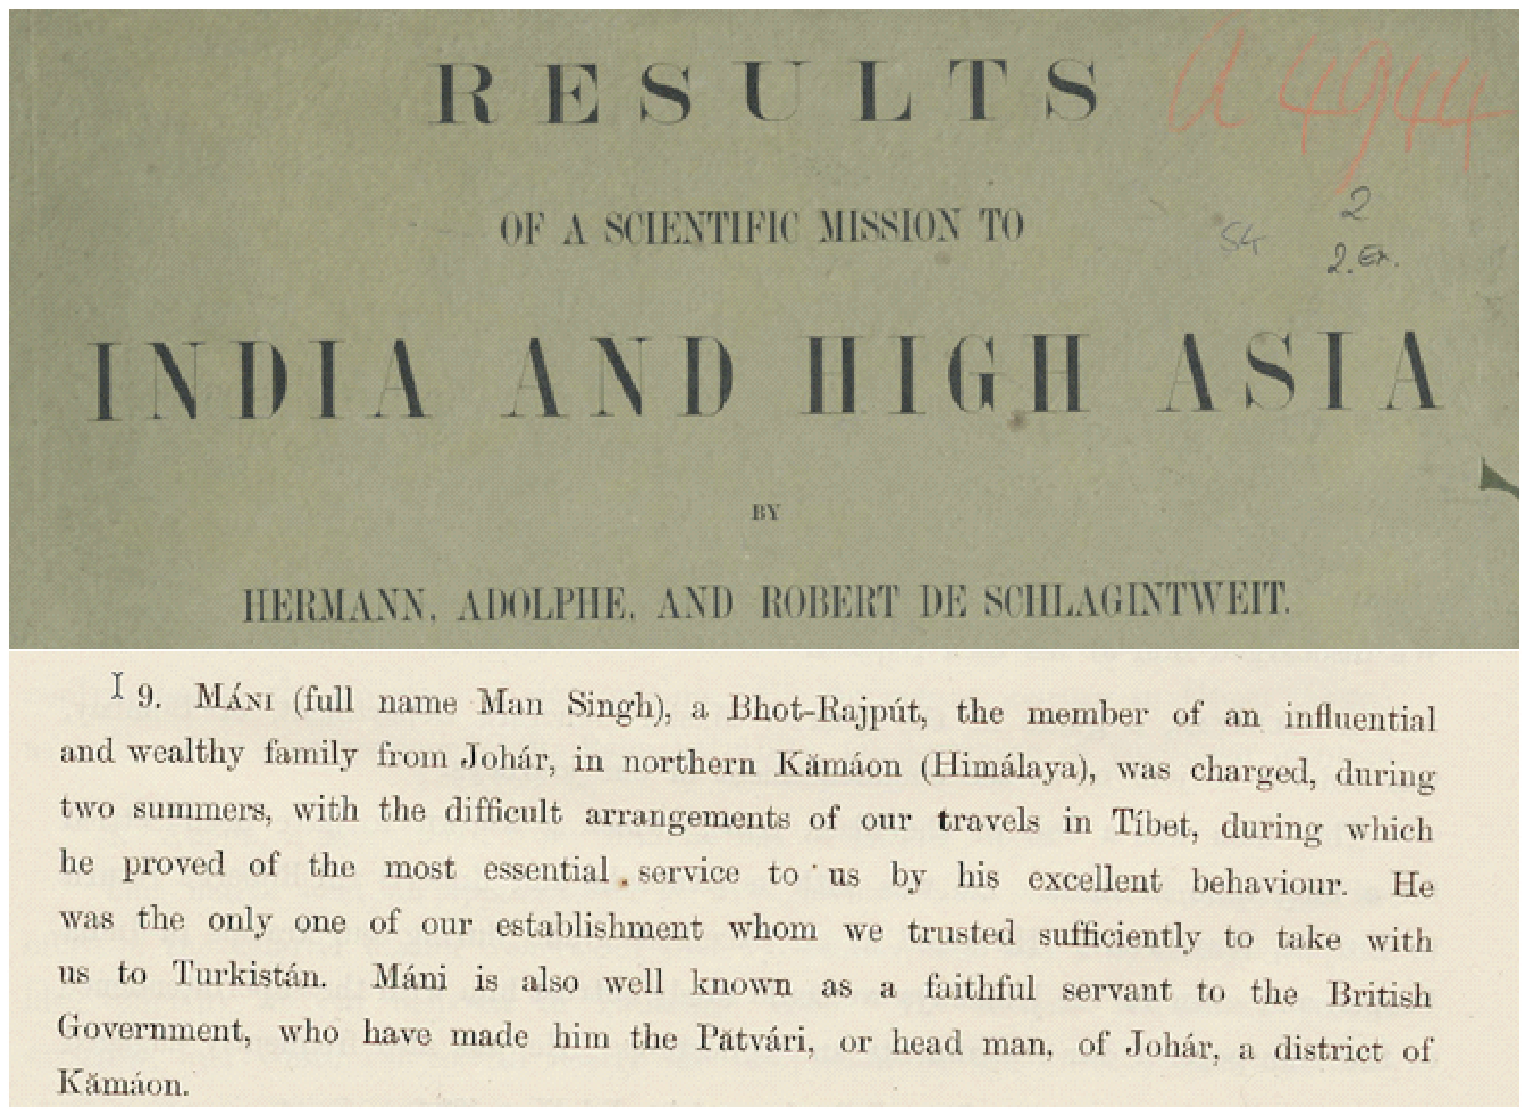 RESULTS
A 4944
OF A SCIENTIFIC MISSION TO
2
54
2. Ex.
INDIA AND HIGH ASIA
BY
HERMANN, ADOLPHE, AND ROBERT DE SCHLAGINTWEIT.
9. MÁNI (full name Man Singh), a Bhot-Rajpút, the member of an influential
and wealthy family from Johár, in northern Kămáon (Himálaya), was charged, during
two summers, with the difficult arrangements of our travels in Tíbet, during which
he proved of the most essential service to us by his excellent behaviour. He
was the only one of our establishment whom we trusted sufficiently to take with
us to Turkistán. Máni is also well known as a faithful servant to the British
Government, who have made him the Pătvári, or head man, of Johár, a district of
Kămáon.